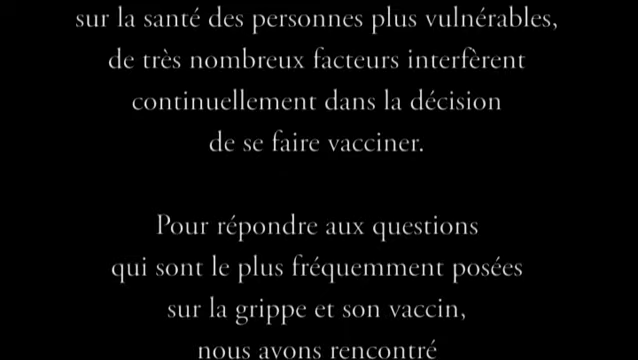 sur la santé des personnes plus vulnérables,
de très nombreux facteurs interfèrent
continuellement dans la décision
de se faire vacciner.
Pour répondre aux questions
qui sont le plus fréquemment posées
sur la grippe et son vaccin,
nous avons rencontré